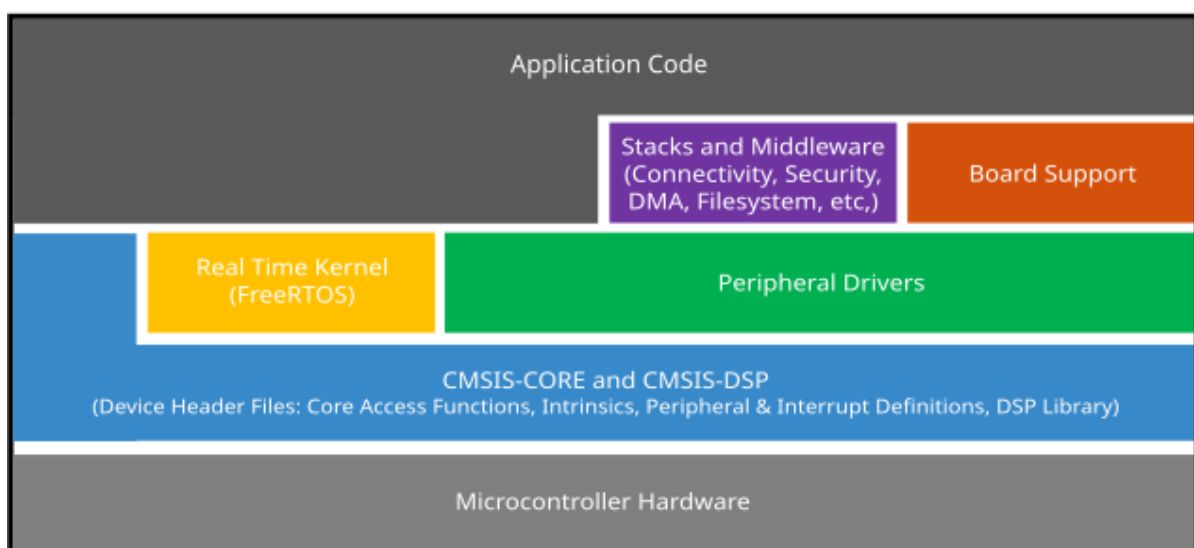 Application Code
Stacks and Middleware
(Connectivity, Security,
DMA, Filesystem, etc,)
Board Support
Real Time Kernel
(FreeRTOS)
Peripheral Drivers
CMSIS-CORE and CMSIS-DSP
(Device Header Files: Core Access Functions, Intrinsics, Peripheral & Interrupt Definitions, DSP Library)
Microcontroller Hardware